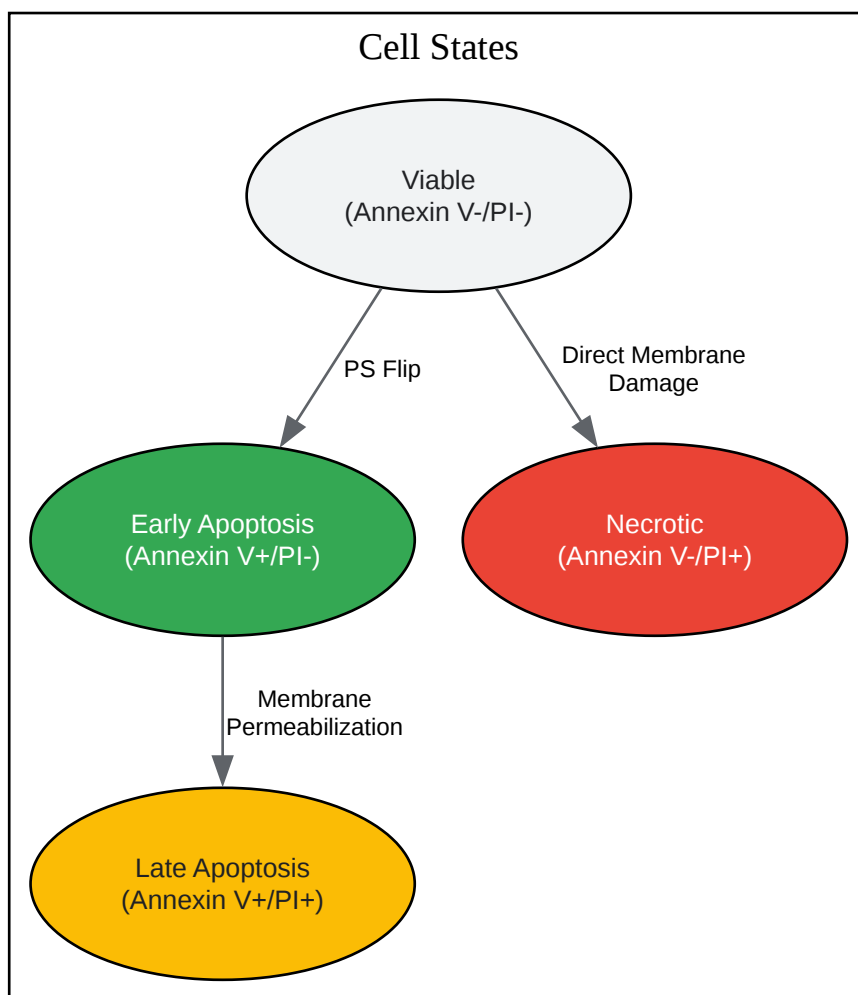 Cell States
Viable
(Annexin V-/PI-)
PS Flip
Direct Membrane
Damage
Early Apoptosis
(Annexin V+/PI-)
Necrotic
(Annexin V-/PI+)
Membrane
Permeabilization
Late Apoptosis
(Annexin V+/PI+)